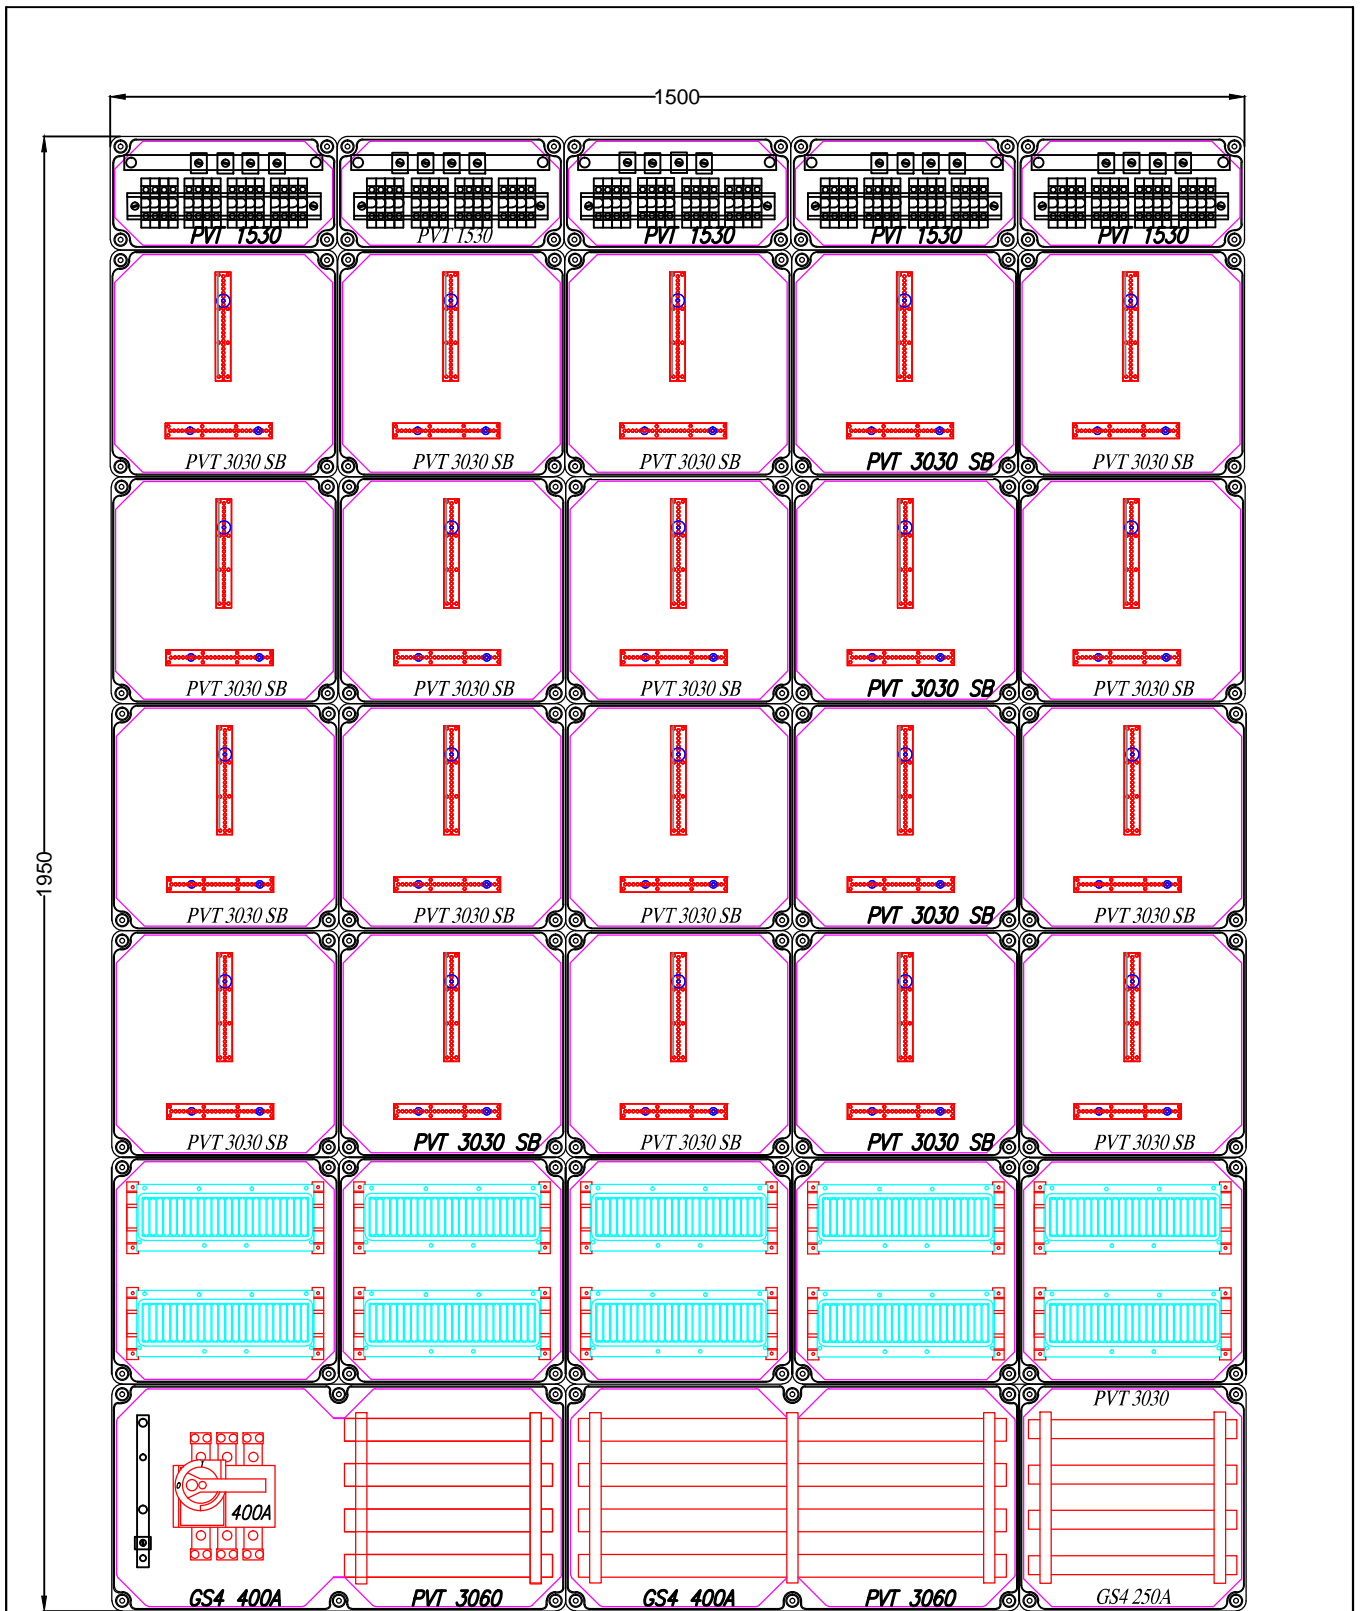 1500
PVT 1530 PVT 1530 PVT 1530 PVT 1530 PVT 1530
PVT 3030 SB PVT 3030 SB PVT 3030 SB PVT 3030 SB PVT 3030 SB
PVT 3030 SB PVT 3030 SB PVT 3030 SB PVT 3030 SB PVT 3030 SB
1950
PVT 3030 SB PVT 3030 SB PVT 3030 SB PVT 3030 SB PVT 3030 SB
PVT 3030 SB PVT 3030 SB PVT 3030 SB PVT 3030 SB PVT 3030 SB
PVT 3030
I
0
400A
GS4 400A PVT 3060 GS4 400A PVT 3060 GS4 250A